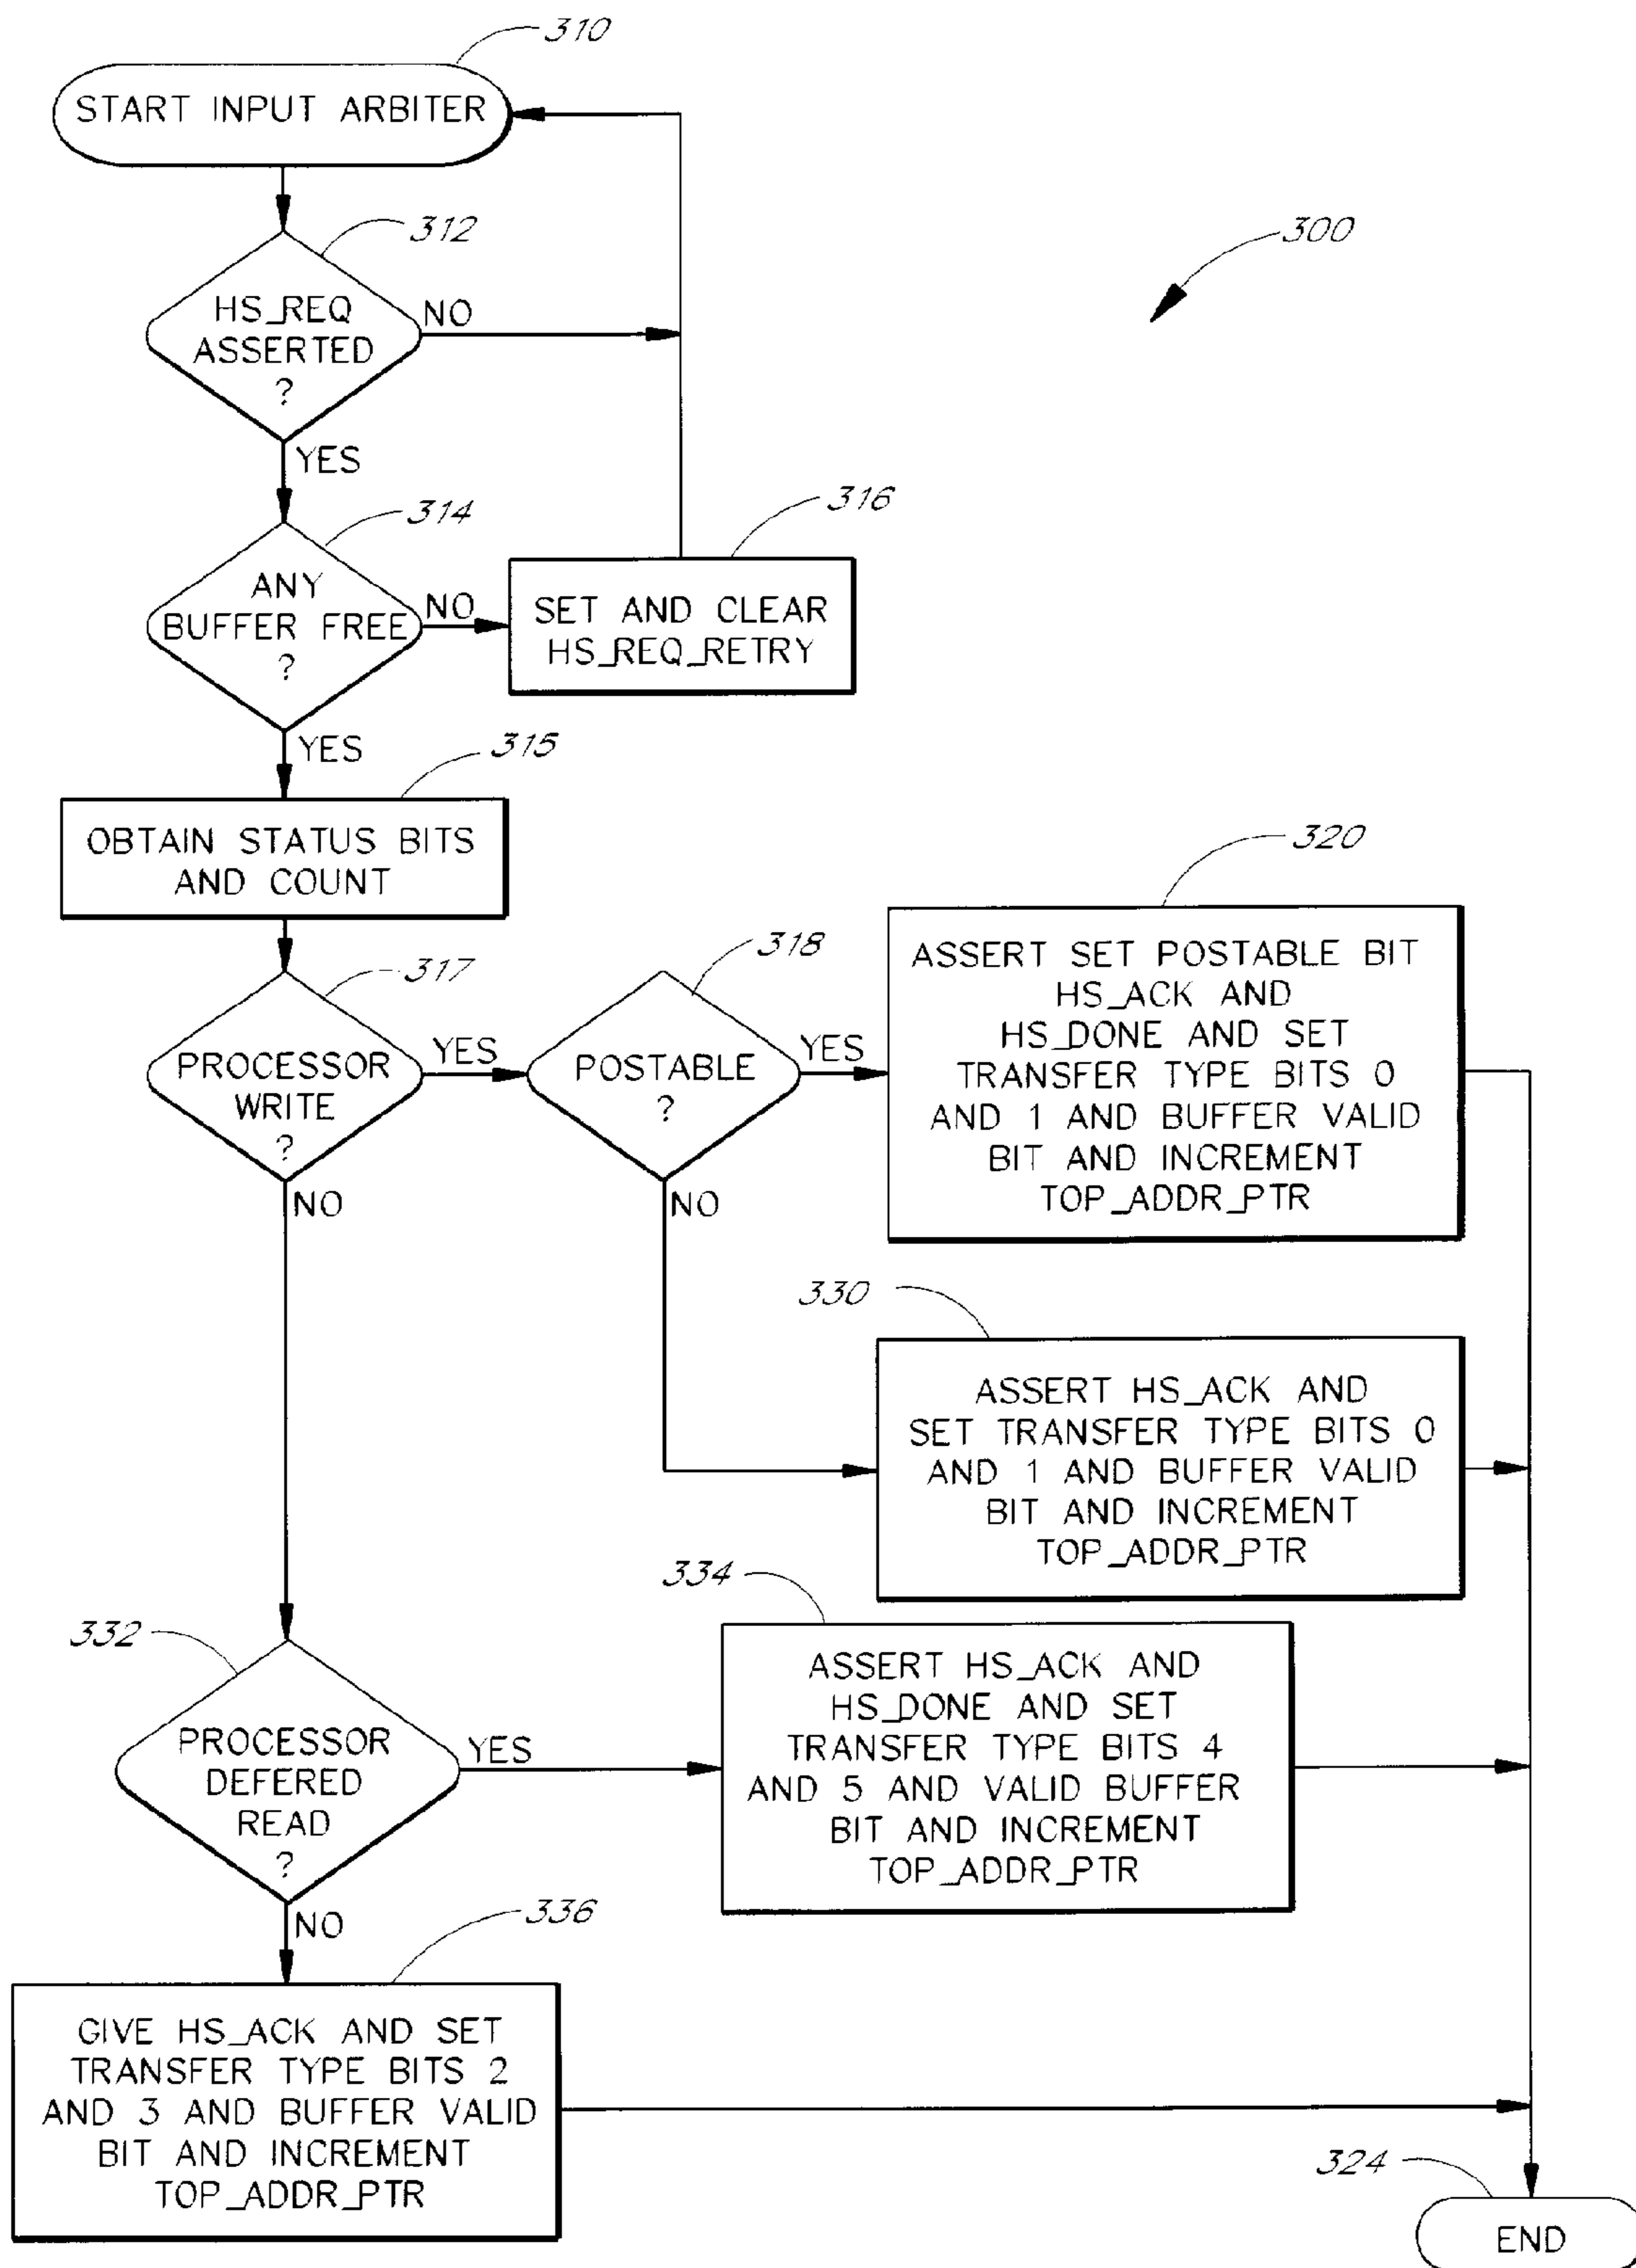 310
START INPUT ARBITER
312
300
HS_REQ
ASSERTED
?
NO
YES
314
316
ANY
BUFFER FREE
?
NO
SET AND CLEAR
HS_REQ_RETRY
YES
315
OBTAIN STATUS BITS
AND COUNT
317
PROCESSOR
WRITE
?
YES
NO
318
POSTABLE
?
YES
NO
320
ASSERT SET POSTABLE BIT
HS_ACK AND
HS_DONE AND SET
TRANSFER TYPE BITS 0
AND 1 AND BUFFER VALID
BIT AND INCREMENT
TOP_ADDR_PTR
330
ASSERT HS_ACK AND
SET TRANSFER TYPE BITS 0
AND 1 AND BUFFER VALID
BIT AND INCREMENT
TOP_ADDR_PTR
332
PROCESSOR
DEFERED
READ
?
YES
NO
334
ASSERT HS_ACK AND
HS_DONE AND SET
TRANSFER TYPE BITS 4
AND 5 AND VALID BUFFER
BIT AND INCREMENT
TOP_ADDR_PTR
336
GIVE HS_ACK AND SET
TRANSFER TYPE BITS 2
AND 3 AND BUFFER VALID
BIT AND INCREMENT
TOP_ADDR_PTR
324
END